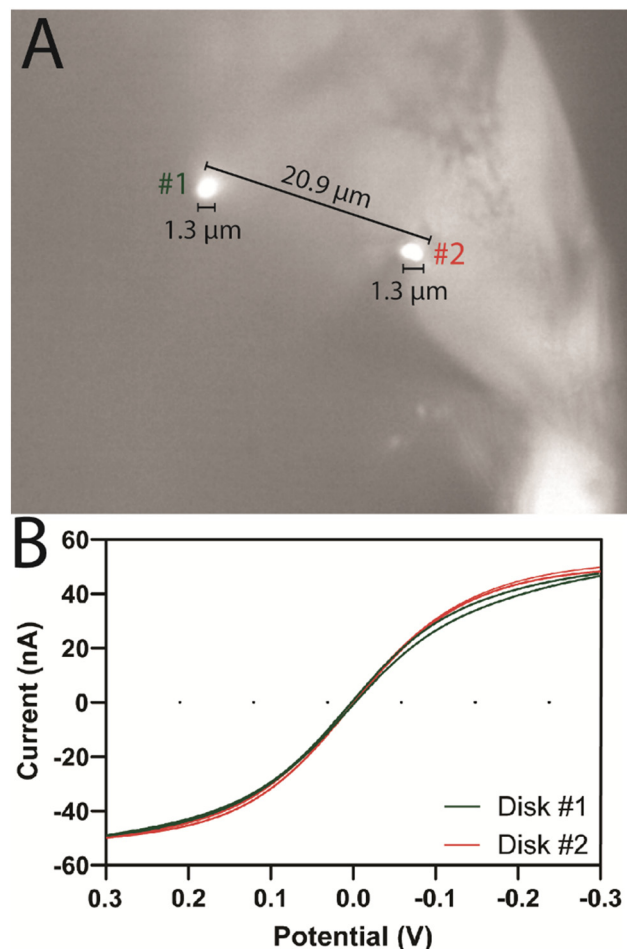 A
#1
20.9 µm
1.3 µm
#2
1.3 µm
B
60
40
20
0
-20
-40
-60
Current (nA)
Disk #1
Disk #2
0.3
0.2
0.1
0.0
-0.1
-0.2
-0.3
Potential (V)